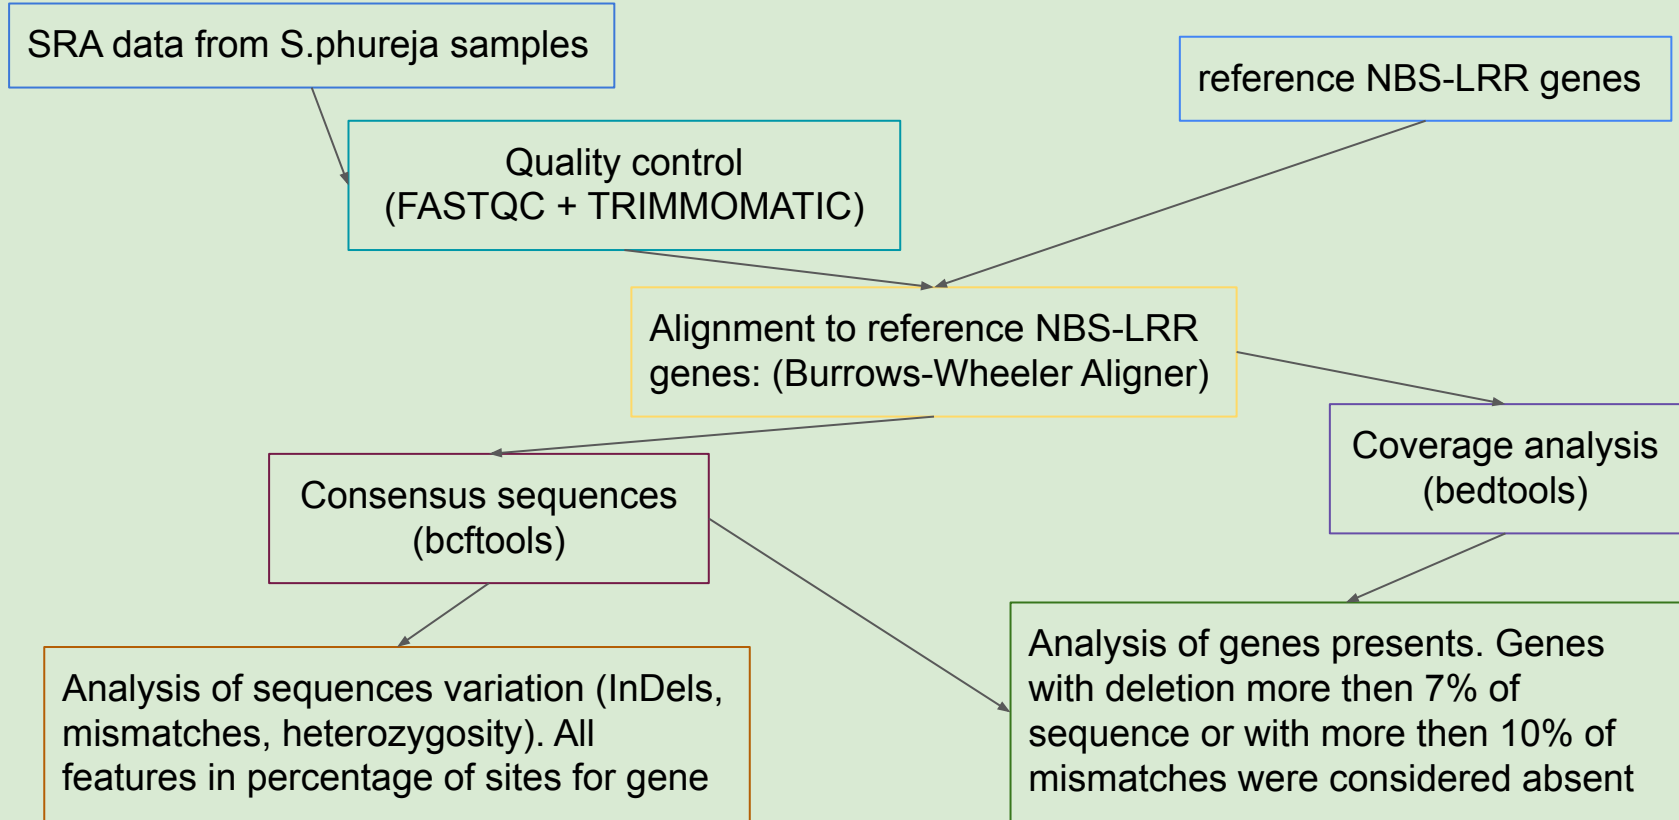 SRA data from S.phureja samples
reference NBS-LRR genes
Quality control
(FASTQC + TRIMMOMATIC)
Alignment to reference NBS-LRR
genes: (Burrows-Wheeler Aligner)
Coverage analysis
(bedtools)
Consensus sequences
(bcftools)
Analysis of sequences variation (InDels,
mismatches, heterozygosity). All
features in percentage of sites for gene
Analysis of genes presents. Genes
with deletion more then 7% of
sequence or with more then 10% of
mismatches were considered absent